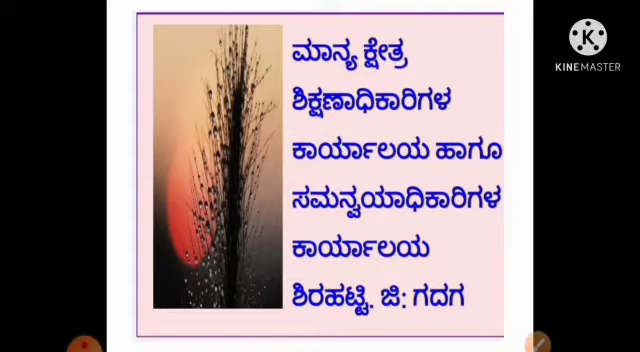 ಮಾನ್ಯ ಕ್ಷೇತ್ರ
ಶಿಕ್ಷಣಾಧಿಕಾರಿಗಳ
ಕಾರ್ಯಾಲಯ ಹಾಗೂ
ಸಮನ್ವಯಾಧಿಕಾರಿಗಳ
ಕಾರ್ಯಾಲಯ
ಶಿರಹಟ್ಟಿ. ಜಿ: ಗದಗ
K
KINEMASTER